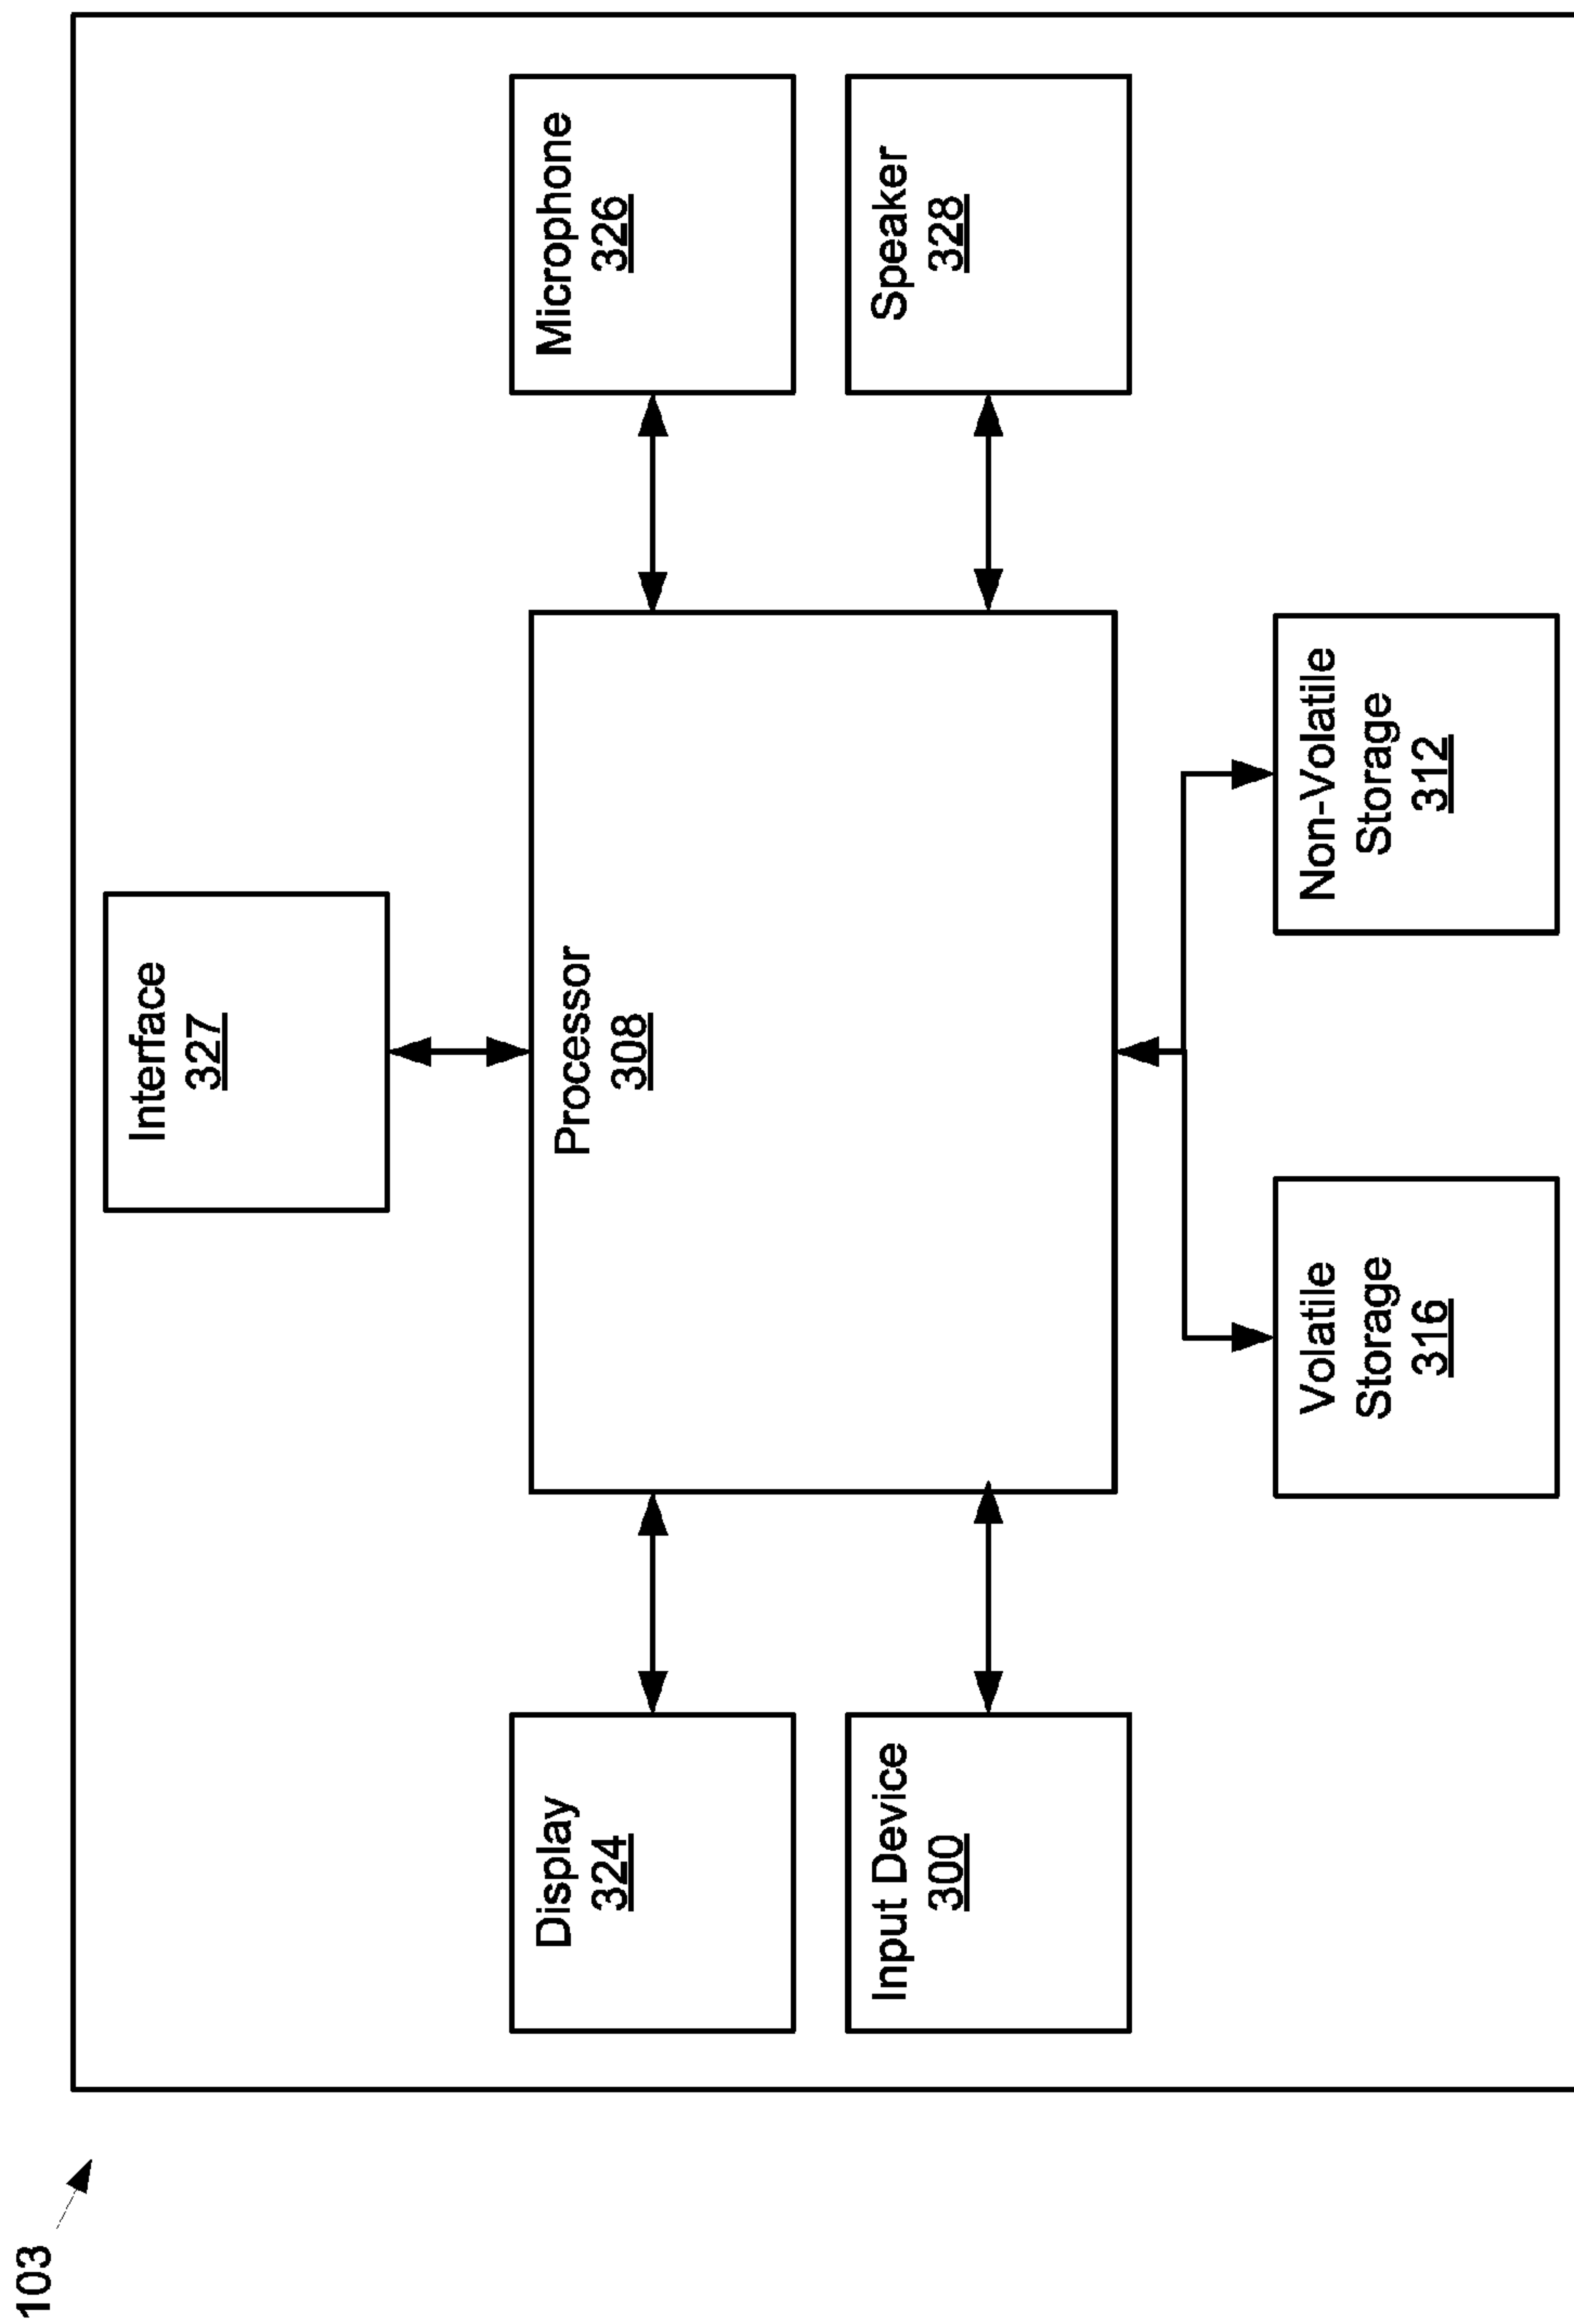 103
Interface
327
Display
324
Processor
308
Microphone
326
Input Device
300
Speaker
328
Volatile
Storage
316
Non-Volatile
Storage
312